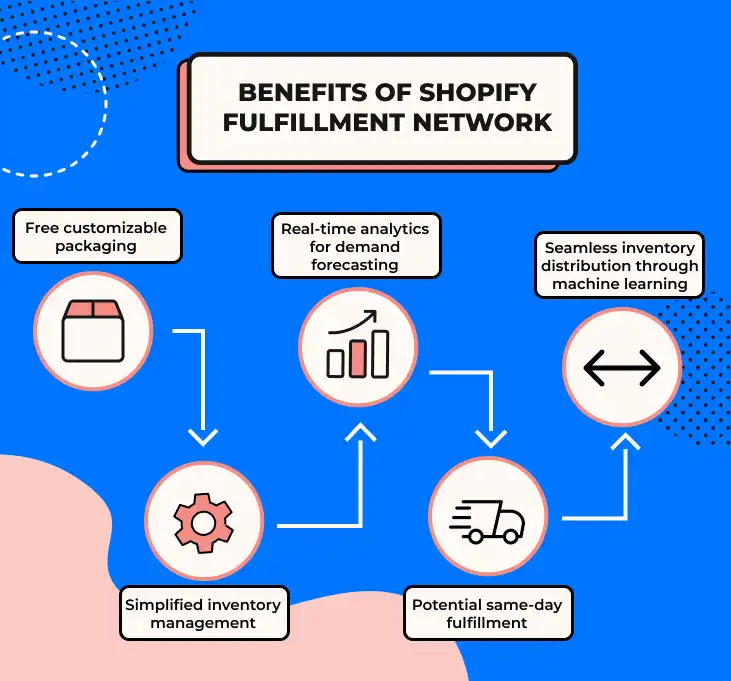 BENEFITS OF SHOPIFY
FULFILLMENT NETWORK
Free customizable
packaging
Simplified inventory
management
Real-time analytics
for demand
forecasting
Potential same-day
fulfillment
Seamless inventory
distribution through
machine learning